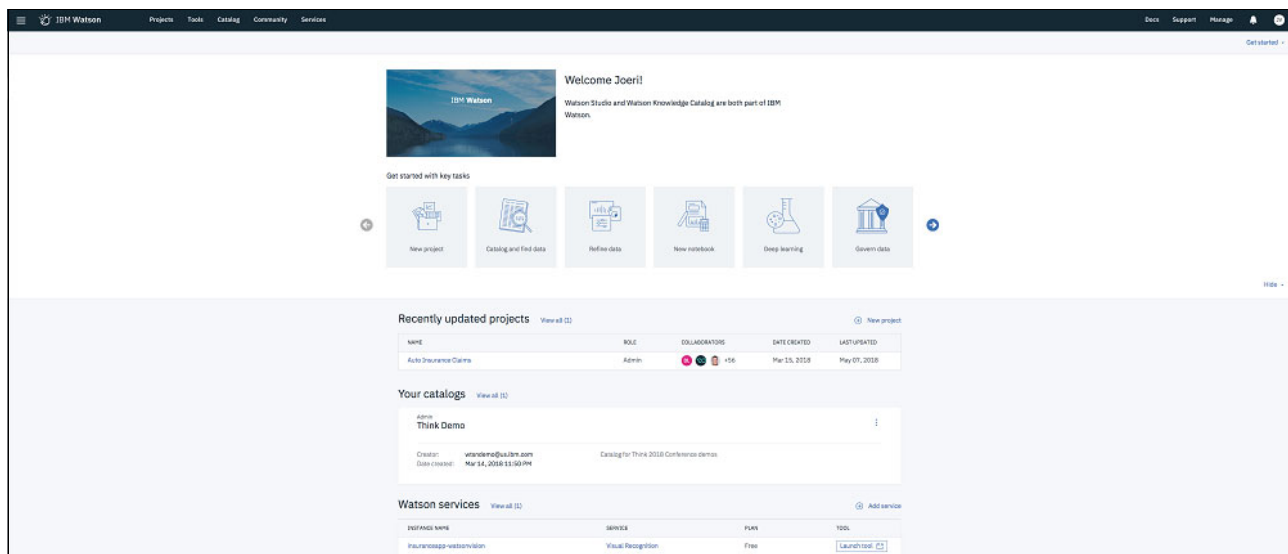 IBM Watson Projects Tools Catalog Community Services Docs Support Manage
Get started
IBM Watson
Welcome Joeri!
Watson Studio and Watson Knowledge Catalog are both part of IBM
Watson.
Get started with key tasks
New project Catalog and find data Refine data New notebook Deep learning Govern data
Hide
Recently updated projects View all (1) New project
NAME ROLE COLLABORATORS DATE CREATED LAST UPDATED
Auto Insurance Claims Admin +56 Mar 15, 2018 May 07, 2018
Your catalogs View all (1)
Admin
Think Demo
Creator: wtondemo@us.ibm.com Catalog for Think 2018 Conference demos
Date created: Mar 14, 2018 11:50 PM
Watson services View all (1) Add service
INSTANCE NAME SERVICE PLAN TOOL
insuranceapp-watsonvision Visual Recognition Free Launch tool